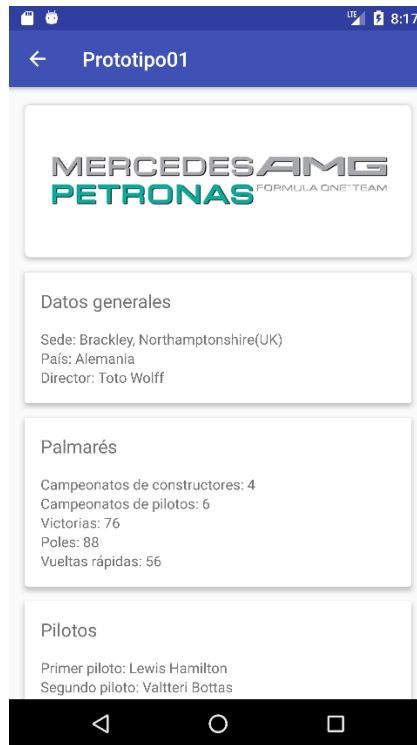 LTE 8:17
Prototipo01
MERCEDES AMG
PETRONAS FORMULA ONE™ TEAM
Datos generales
Sede: Brackley, Northamptonshire(UK)
País: Alemania
Director: Toto Wolff
Palmarés
Campeonatos de constructores: 4
Campeonatos de pilotos: 6
Victorias: 76
Poles: 88
Vueltas rápidas: 56
Pilotos
Primer piloto: Lewis Hamilton
Segundo piloto: Valtteri Bottas